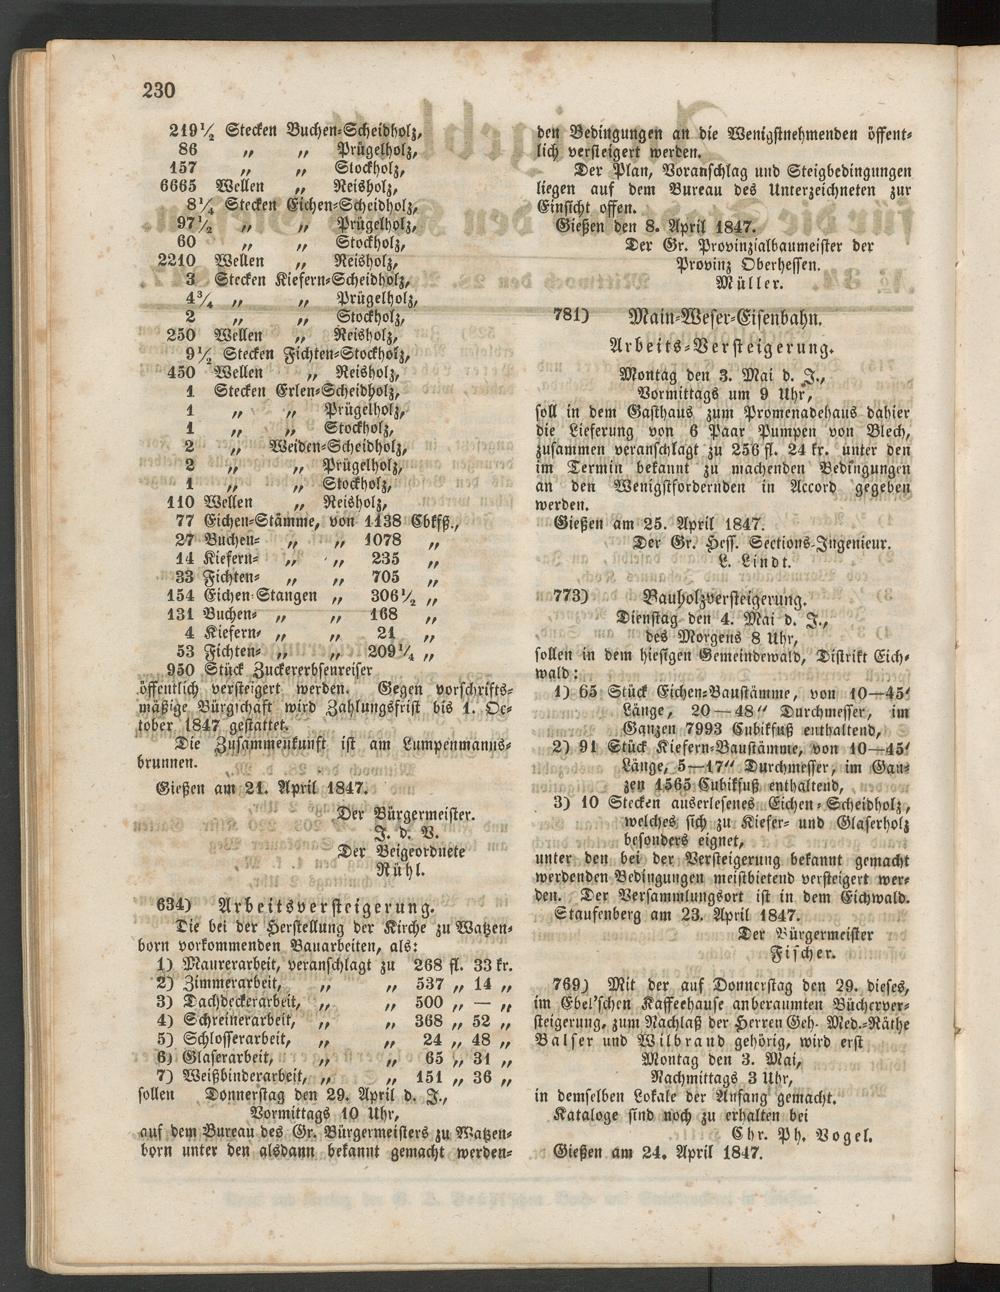 230
219½ Stecken Buchen-Scheidholz,
86 „ „ Prügelholz,
157 „ „ Stockholz,
6665 Wellen „ Reisholz,
8¼ Stecken Eichen-Scheidholz,
97½ „ „ Prügelholz,
60 „ „ Stockholz,
2210 Wellen „ Reisholz,
3 Stecken Kiefern-Scheidholz,
4¾ „ „ Prügelholz,
2 „ „ Stockholz,
250 Wellen „ Reisholz,
9½ Stecken Fichten-Stockholz,
450 Wellen „ Reisholz,
1 Stecken Erlen-Scheidholz,
1 „ „ Prügelholz,
1 „ „ Stockholz,
2 „ Weiden-Scheidholz,
2 „ „ Prügelholz,
1 „ „ Stockholz,
110 Wellen „ Reisholz,
77 Eichen-Stämme, von 1138 Cbkfß.,
27 Buchen- „ „ 1078 „
14 Kiefern- „ „ 235 „
33 Fichten- „ „ 705 „
154 Eichen-Stangen „ 306½ „
131 Buchen- „ „ 168 „
4 Kiefern- „ „ 21 „
53 Fichten- „ „ 209¼ „
950 Stück Zuckererbsenreiser
öffentlich versteigert werden. Gegen vorschrifts-
mäßige Bürgschaft wird Zahlungsfrist bis 1. Oc-
tober 1847 gestattet.
Die Zusammenkunft ist am Lumpenmanns-
brunnen.
Gießen am 21. April 1847.
Der Bürgermeister.
J. d. V.
Der Beigeordnete
Rühl.
634) Arbeitsversteigerung.
Die bei der Herstellung der Kirche zu Watzen-
born vorkommenden Bauarbeiten, als:
1) Maurerarbeit, veranschlagt zu 268 fl. 33 kr.
2) Zimmerarbeit, „ „ 537 „ 14 „
3) Dachdeckerarbeit, „ „ 500 „ — „
4) Schreinerarbeit, „ „ 368 „ 52 „
5) Schlosserarbeit, „ „ 24 „ 48 „
6) Glaserarbeit, „ „ 65 „ 31 „
7) Weißbinderarbeit, „ „ 151 „ 36 „
sollen Donnerstag den 29. April d. J.,
Vormittags 10 Uhr,
auf dem Bureau des Gr. Bürgermeisters zu Watzen-
born unter den alsdann bekannt gemacht werden-
den Bedingungen an die Wenigstnehmenden öffent-
lich versteigert werden.
Der Plan, Voranschlag und Steigbedingungen
liegen auf dem Bureau des Unterzeichneten zur
Einsicht offen.
Gießen den 8. April 1847.
Der Gr. Provinzialbaumeister der
Provinz Oberhessen.
Müller.
781) Main-Weser-Eisenbahn.
Arbeits-Versteigerung.
Montag den 3. Mai d. J.,
Vormittags um 9 Uhr,
soll in dem Gasthaus zum Promenadehaus dahier
die Lieferung von 6 Paar Pumpen von Blech,
zusammen veranschlagt zu 256 fl. 24 kr. unter den
im Termin bekannt zu machenden Bedingungen
an den Wenigstfordernden in Accord gegeben
werden.
Gießen am 25. April 1847.
Der Gr. Hess. Sections-Ingenieur.
L. Lindt.
773) Bauholzversteigerung.
Dienstag den 4. Mai d. J.,
des Morgens 8 Uhr,
sollen in dem hiesigen Gemeindewald, Distrikt Eich-
wald:
1) 65 Stück Eichen-Baustämme, von 10—45′
Länge, 20—48″ Durchmesser, im
Ganzen 7993 Cubikfuß enthaltend,
2) 91 Stück Kiefern-Baustämme, von 10—45′
Länge, 5—17″ Durchmesser, im Gan-
zen 1565 Cubikfuß enthaltend,
3) 10 Stecken auserlesenes Eichen-Scheidholz,
welches sich zu Kiefer- und Glaserholz
besonders eignet,
unter den bei der Versteigerung bekannt gemacht
werdenden Bedingungen meistbietend versteigert wer-
den. Der Versammlungsort ist in dem Eichwald.
Staufenberg am 23. April 1847.
Der Bürgermeister
Fischer.
769) Mit der auf Donnerstag den 29. dieses,
im Ebel'schen Kaffeehause anberaumten Bücherver-
steigerung, zum Nachlaß der Herren Geh. Med.-Räthe
Balser und Wilbrand gehörig, wird erst
Montag den 3. Mai,
Nachmittags 3 Uhr,
in demselben Lokale der Anfang gemacht.
Kataloge sind noch zu erhalten bei
Chr. Ph. Vogel.
Gießen am 24. April 1847.